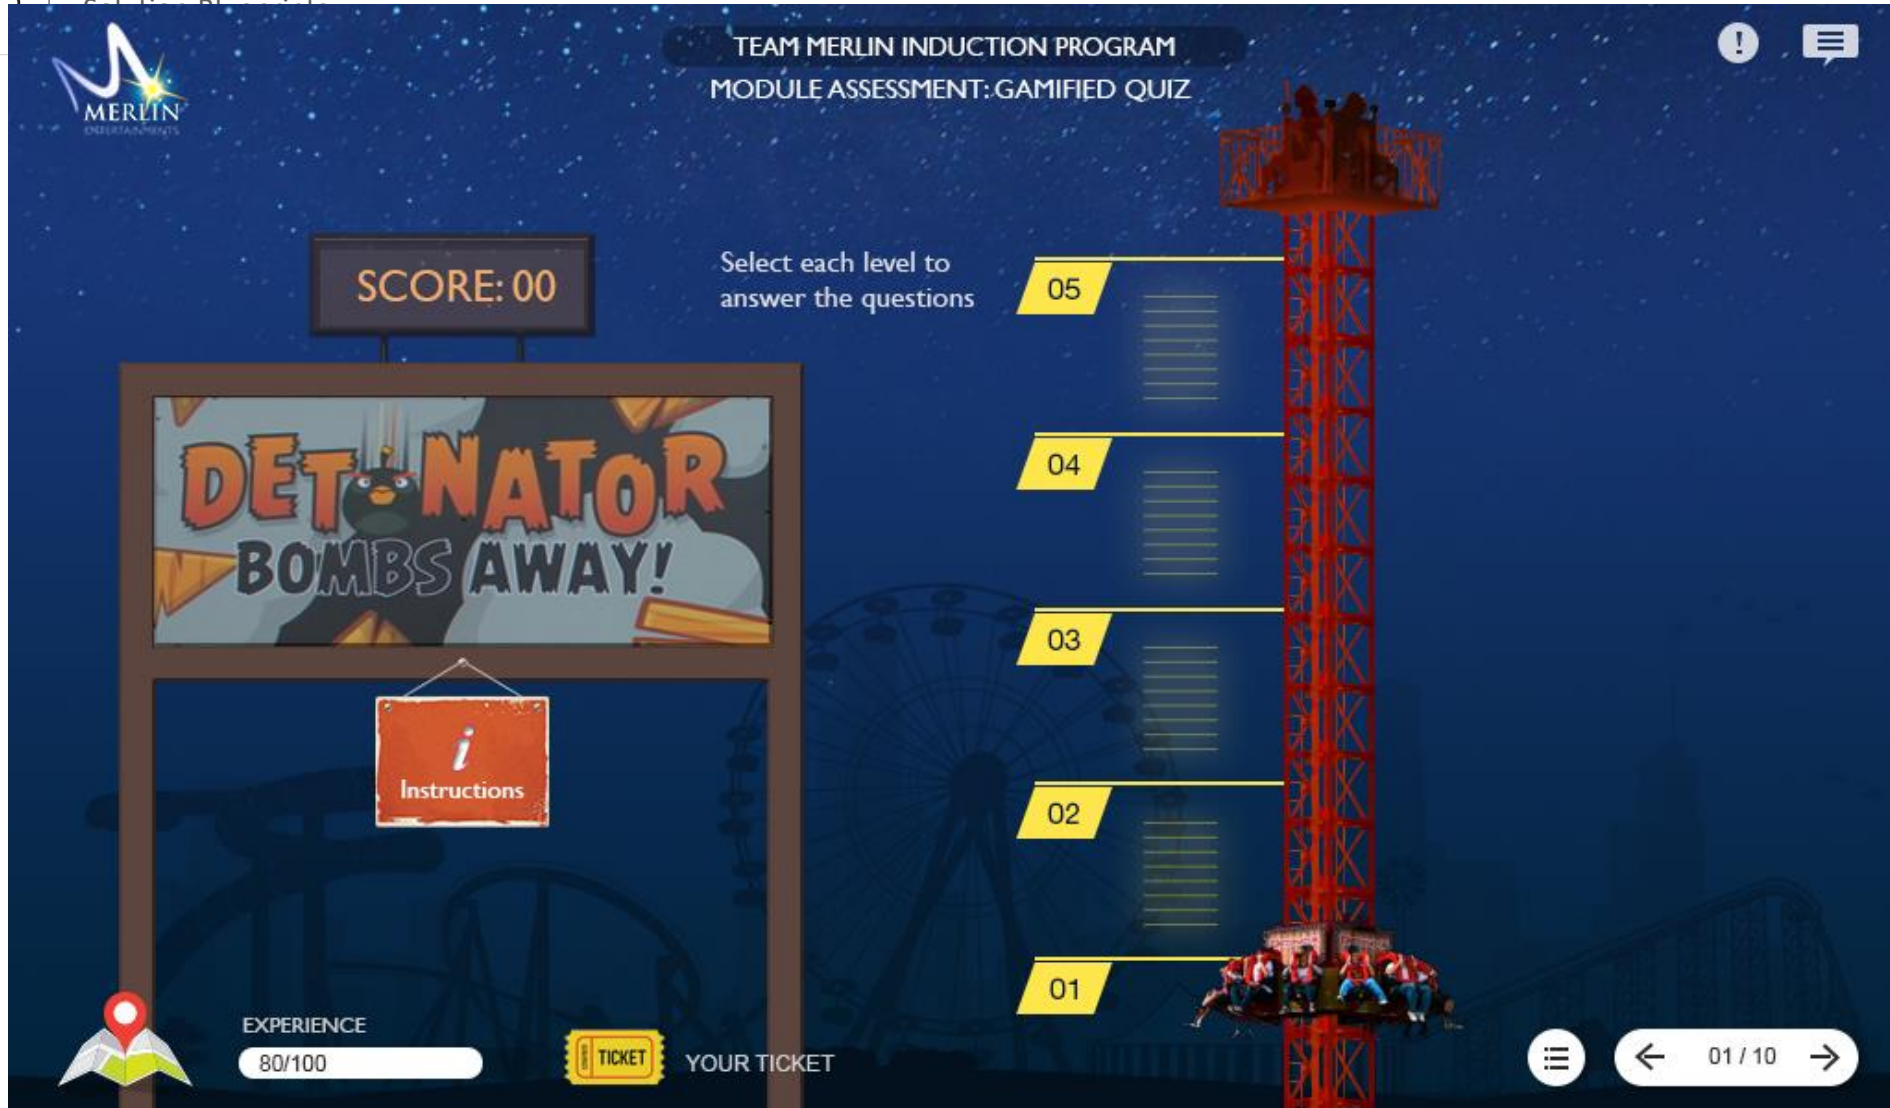 TEAM MERLIN INDUCTION PROGRAM
MODULE ASSESSMENT: GAMIFIED QUIZ
!
MERLIN
ENTERTAINMENTS
SCORE: 00
Select each level to
answer the questions
05
DETONATOR
BOMBS AWAY!
04
03
i
Instructions
02
01
EXPERIENCE
80/100
TICKET
YOUR TICKET
01 / 10